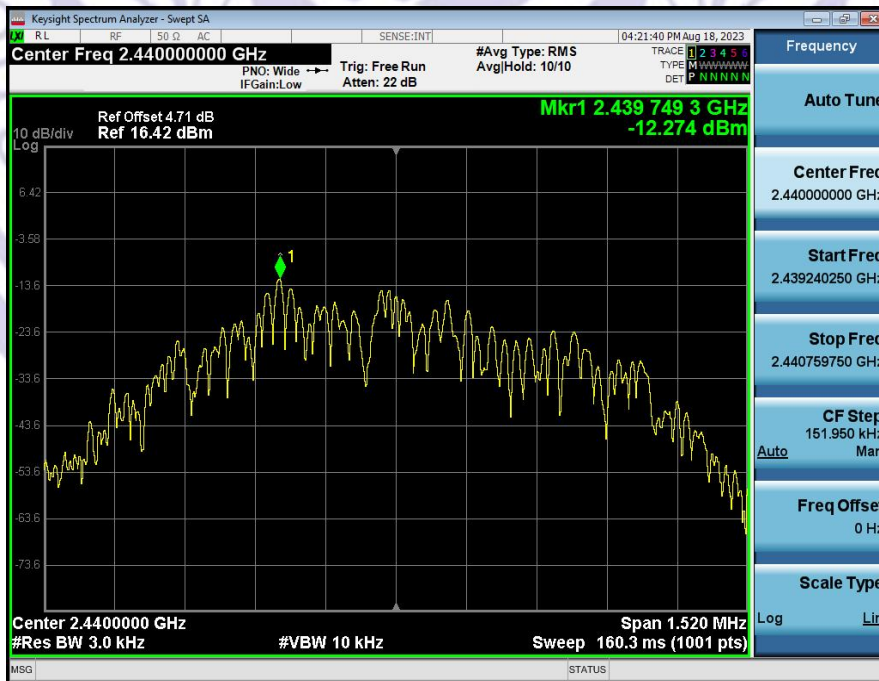 Keysight Spectrum Analyzer - Swept SA
LXI RL RF 50 Ω AC SENSE:INT 04:21:40 PM Aug 18, 2023
Center Freq 2.440000000 GHz
PNO: Wide
IFGain:Low
Trig: Free Run
Atten: 22 dB
#Avg Type: RMS
Avg|Hold: 10/10
TRACE 1 2 3 4 5 6
TYPE M WWWWW
DET P N N N N N
Mkr1 2.439 749 3 GHz
-12.274 dBm
Ref Offset 4.71 dB
10 dB/div Ref 16.42 dBm
Log
6.42
-3.58
1
-13.6
-23.6
-33.6
-43.6
-53.6
-63.6
-73.6
Center 2.4400000 GHz Span 1.520 MHz
#Res BW 3.0 kHz #VBW 10 kHz Sweep 160.3 ms (1001 pts)
MSG STATUS
Frequency
Auto Tune
Center Freq
2.440000000 GHz
Start Freq
2.439240250 GHz
Stop Freq
2.440759750 GHz
CF Step
151.950 kHz
Auto Man
Freq Offset
0 Hz
Scale Type
Log Lin